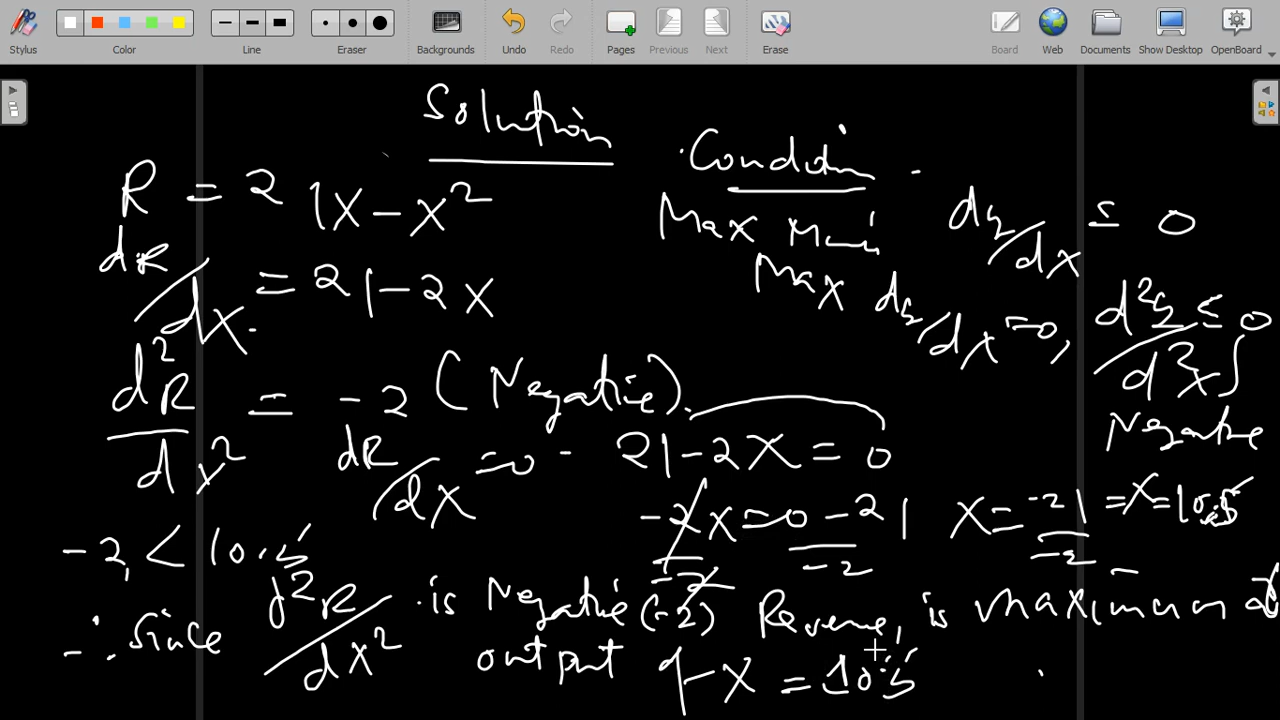 Stylus Color Line Eraser Backgrounds Undo Redo Pages Previous Next Erase Board Web Documents Show Desktop OpenBoard
Solution
R = 21x - x²
dR/dx = 21 - 2x
d²R/dx² = -2 (Negative).
dR/dx = 0 - 21 - 2x = 0
-2x/-2 = 0 - 21/-2 x = -21/-2 = x = 10.5
-2, < 10.5
∴ since d²R/dx² is Negative (-2) Revenue, is maximum at
output of x = 10.5
Condition
Max Mini dy/dx ≤ 0
Max dy/dx = 0, d²y/d²x ≤ 0
Negative